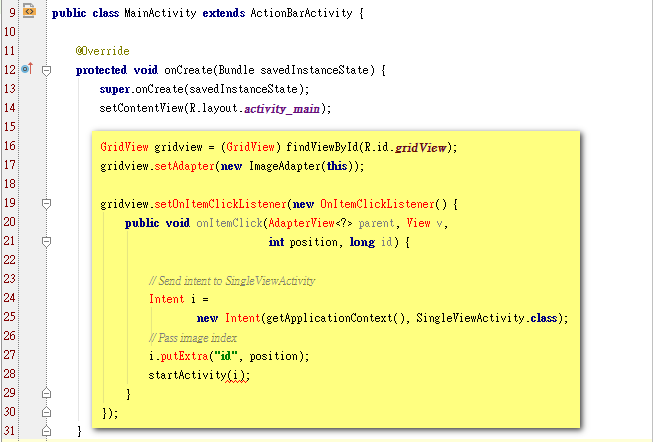 9 public class MainActivity extends ActionBarActivity {
10
11 @Override
12 protected void onCreate(Bundle savedInstanceState) {
13 super.onCreate(savedInstanceState);
14 setContentView(R.layout.activity_main);
15
16 GridView gridview = (GridView) findViewById(R.id.gridView);
17 gridview.setAdapter(new ImageAdapter(this));
18
19 gridview.setOnItemClickListener(new OnItemClickListener() {
20 public void onItemClick(AdapterView<?> parent, View v,
21 int position, long id) {
22
23 // Send intent to SingleViewActivity
24 Intent i =
25 new Intent(getApplicationContext(), SingleViewActivity.class);
26 // Pass image index
27 i.putExtra("id", position);
28 startActivity(i);
29 }
30 });
31 }